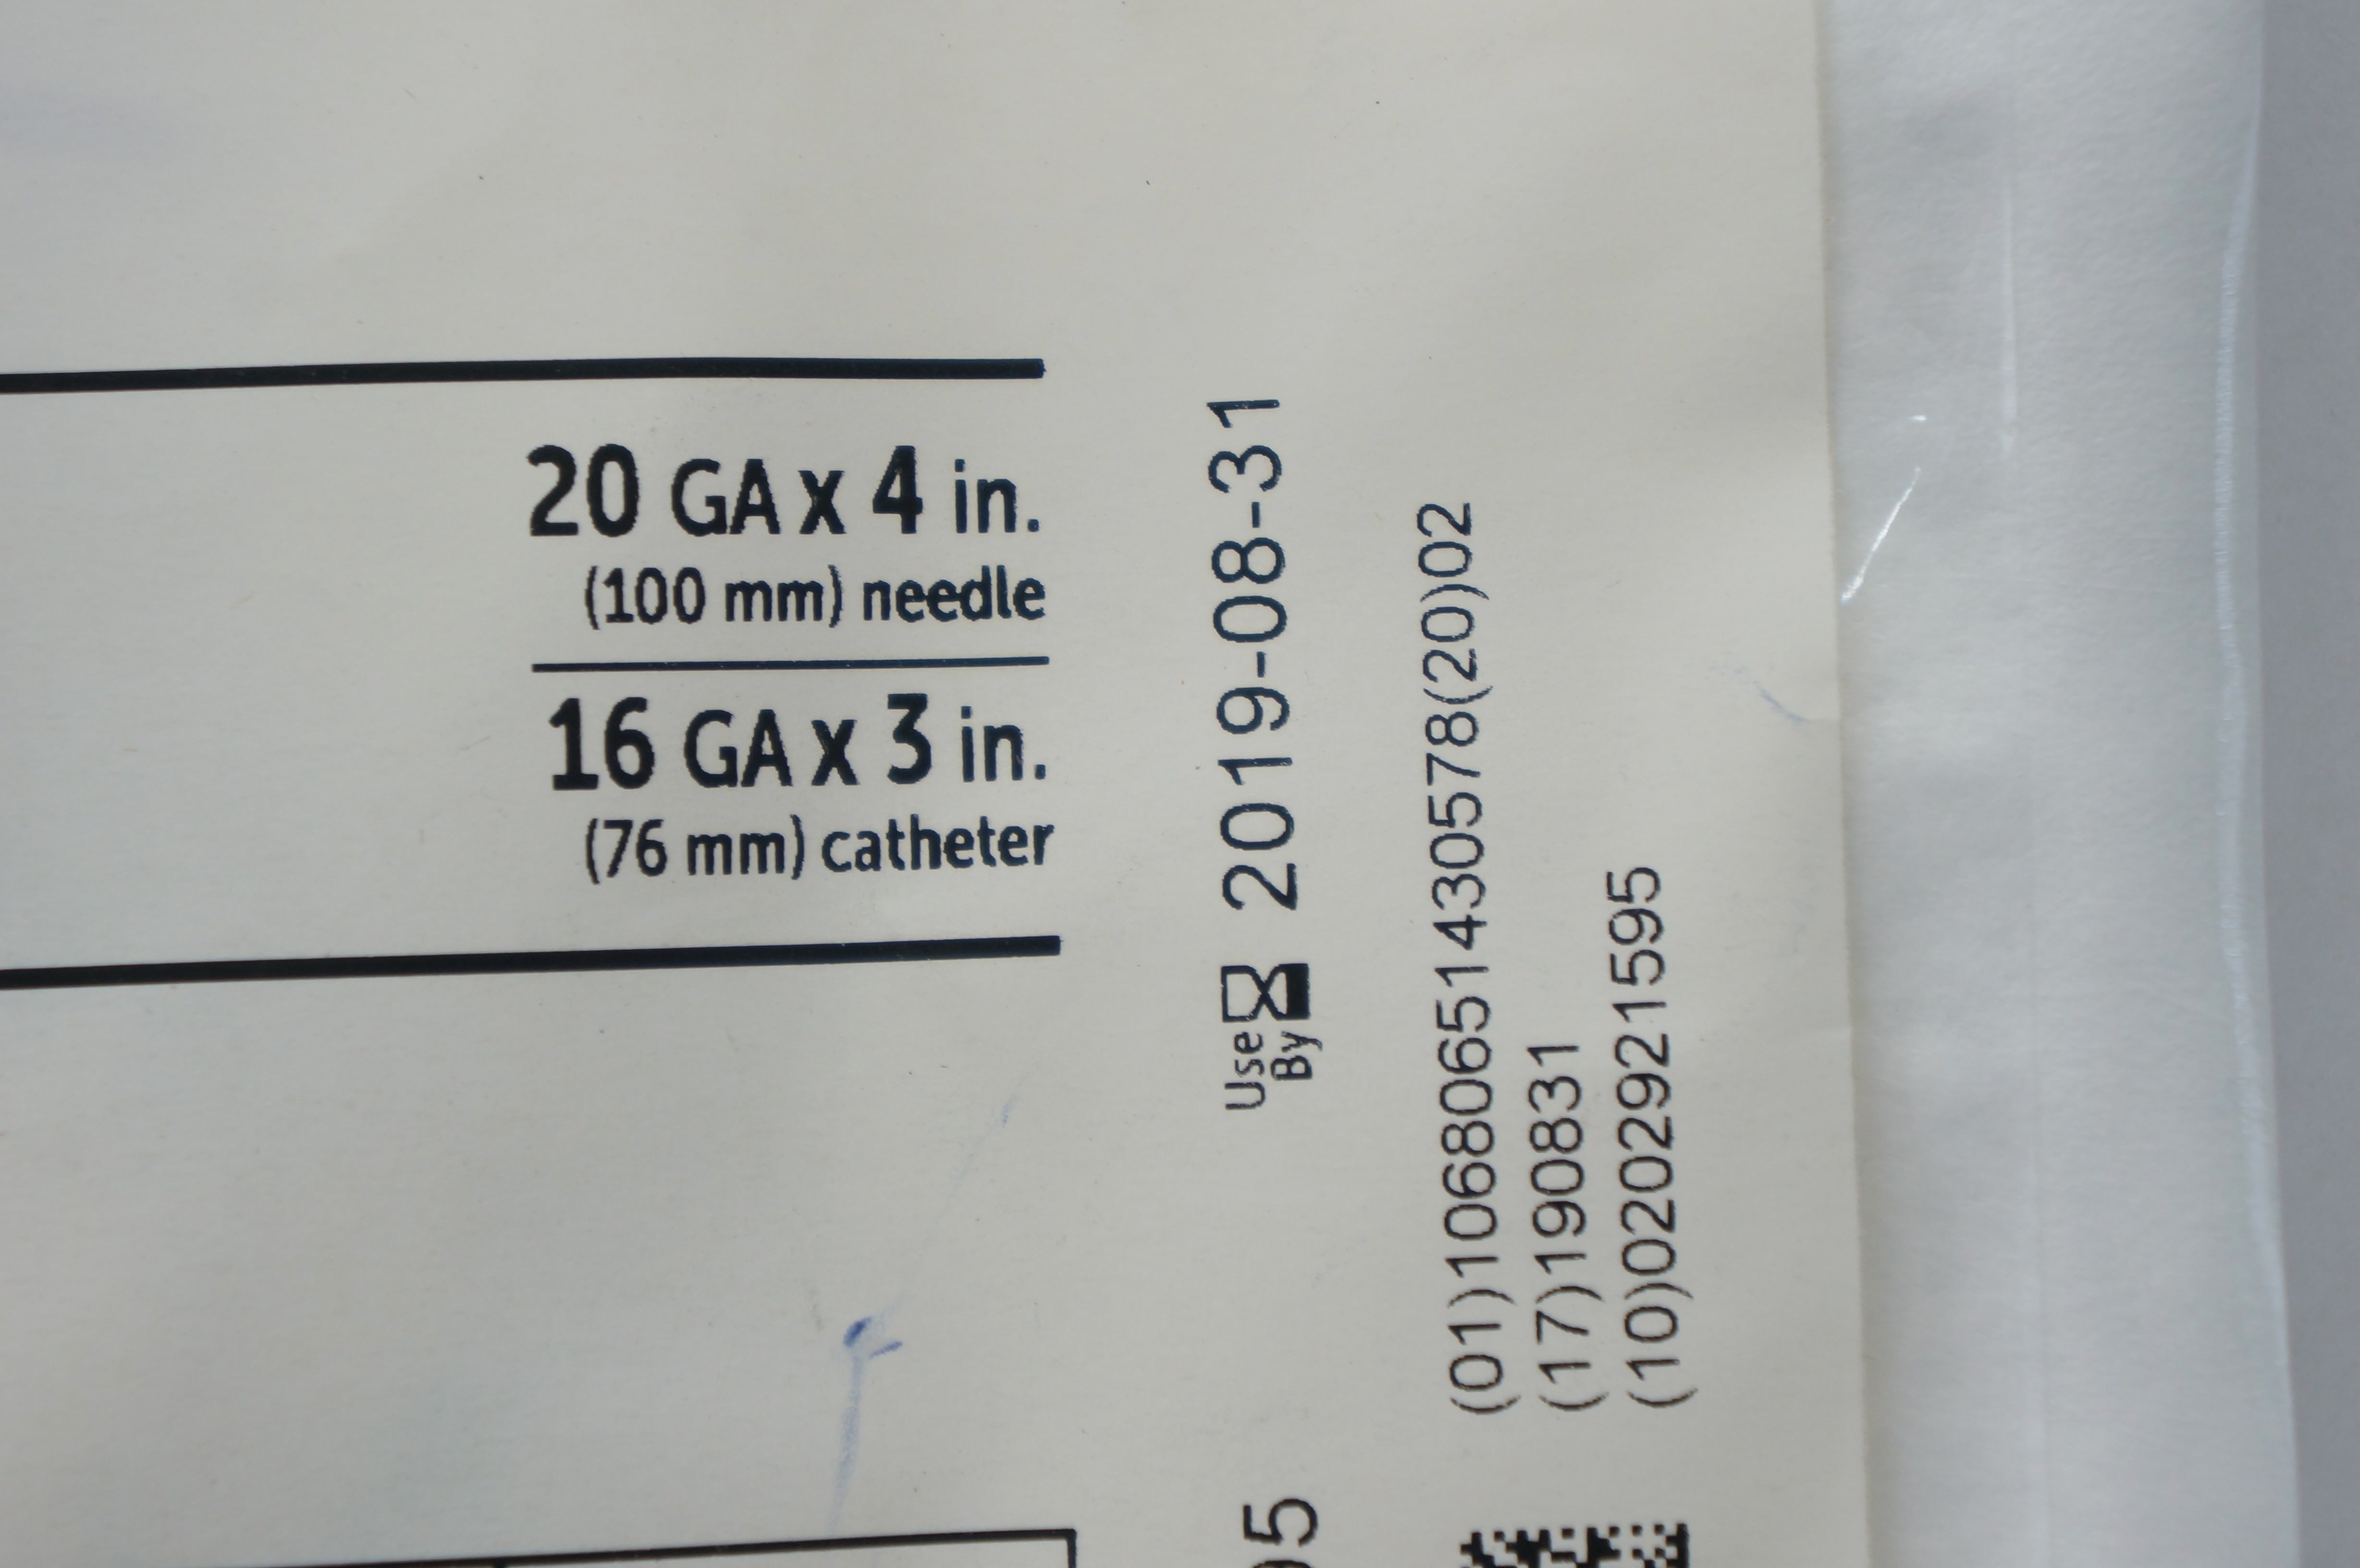 20 GA x 4 in.
(100 mm) needle
16 GA x 3 in.
(76 mm) catheter
Use By 2019-08-31
(01)10680651430578(20)02
(17)190831
(10)0202921595